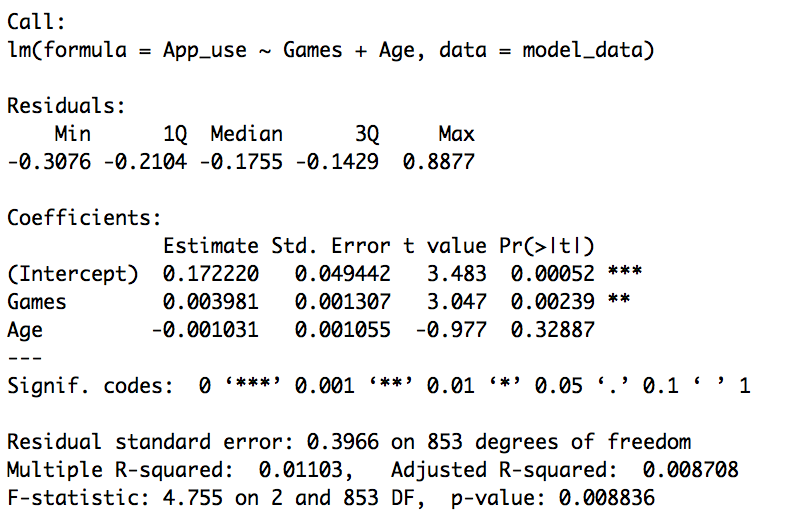 Call:
lm(formula = App_use ~ Games + Age, data = model_data)
Residuals:
Min 1Q Median 3Q Max
-0.3076 -0.2104 -0.1755 -0.1429 0.8877
Coefficients:
Estimate Std. Error t value Pr(>|t|)
(Intercept) 0.172220 0.049442 3.483 0.00052 ***
Games 0.003981 0.001307 3.047 0.00239 **
Age -0.001031 0.001055 -0.977 0.32887
---
Signif. codes: 0 ‘***’ 0.001 ‘**’ 0.01 ‘*’ 0.05 ‘.’ 0.1 ‘ ’ 1
Residual standard error: 0.3966 on 853 degrees of freedom
Multiple R-squared: 0.01103, Adjusted R-squared: 0.008708
F-statistic: 4.755 on 2 and 853 DF, p-value: 0.008836